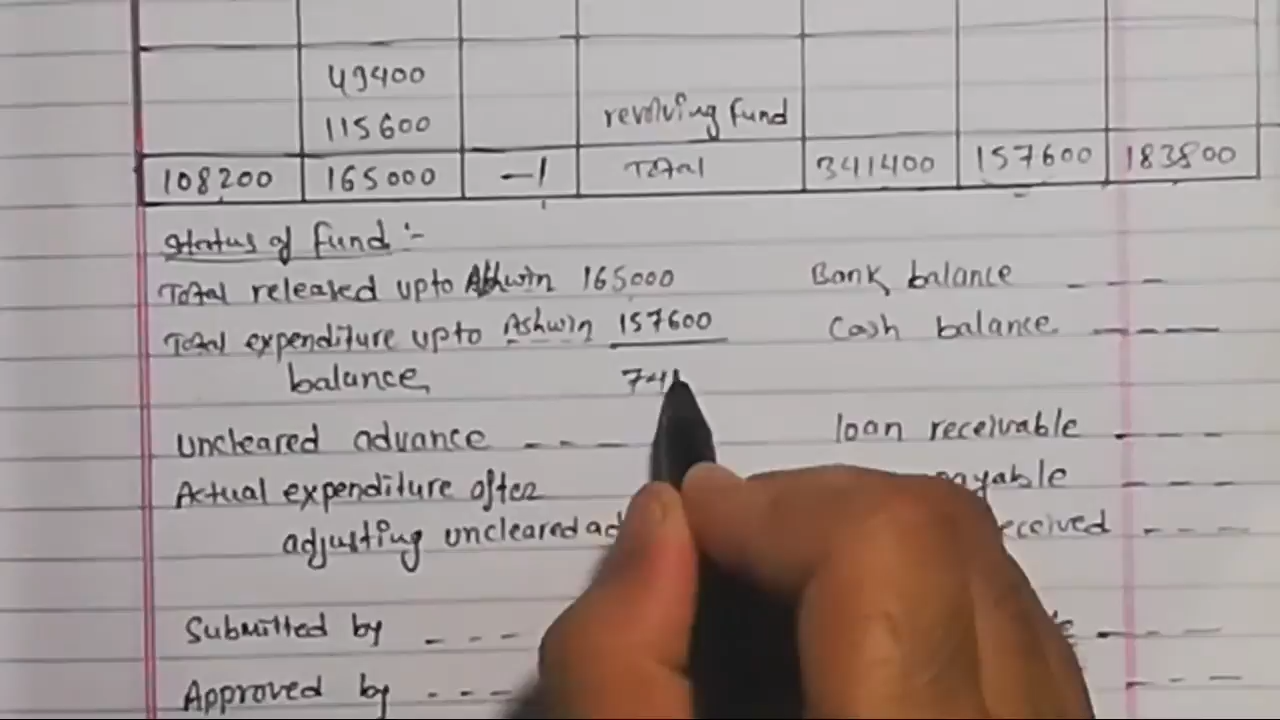 49400
115600 revolving fund
108200 165000 -1 Total 341400 157600 183800
Status of fund :-
Total released upto Ashwin 165000 Bank balance ---
Total expenditure upto Ashwin 157600 Cash balance ----
balance 74
Uncleared advance --- loan receivable ----
Actual expenditure after
adjusting uncleared ad ---
Submitted by ---
Approved by --- ---